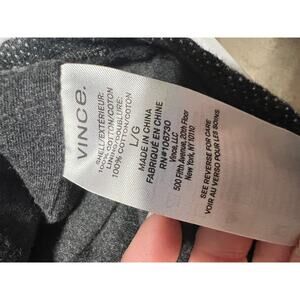 VINCE.
SHELL/EXTÉRIEUR:
100% COTTON/COTON
LINING/DOUBLURE:
100% COTTON/COTON
L/G
MADE IN CHINA
FABRIQUÉ EN CHINE
RN#106730
Vince, LLC
500 Fifth Avenue, 20th Floor
New York, NY 10110
SEE REVERSE FOR CARE
VOIR AU VERSO POUR LES SOINS